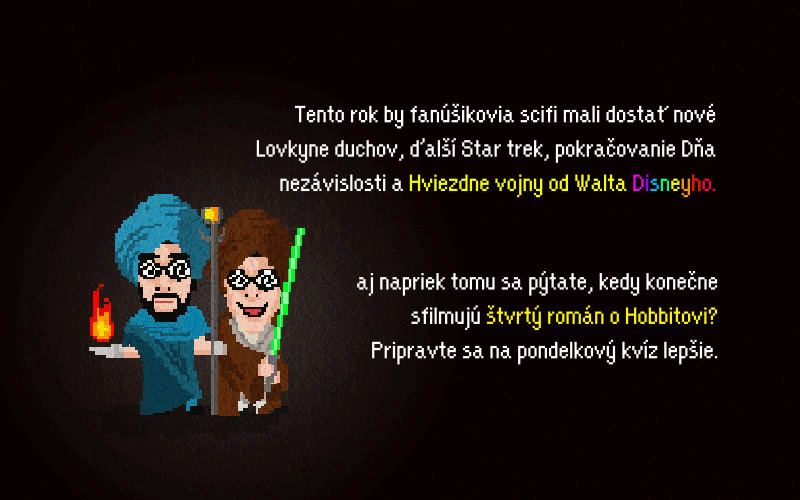 Tento rok by fanúšikovia scifi mali dostať nové
Lovkyne duchov, ďalší Star trek, pokračovanie Dňa
nezávislosti a Hviezdne vojny od Walta Disneyho.
aj napriek tomu sa pýtate, kedy konečne
sfilmujú štvrtý román o Hobbitovi?
Pripravte sa na pondelkový kvíz lepšie.